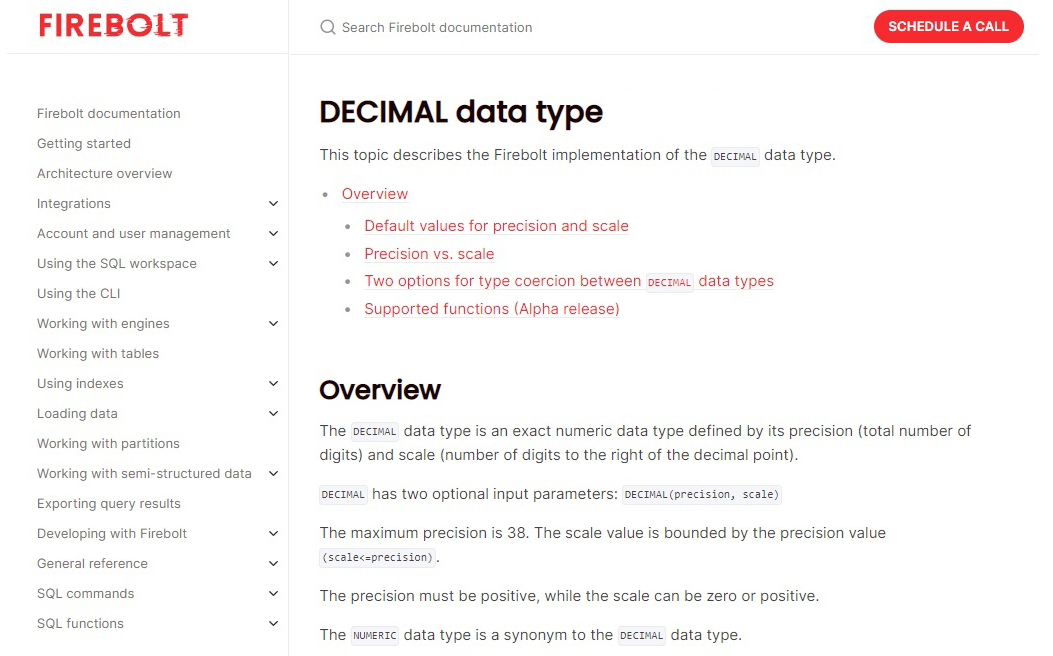 FIREBOLT
Search Firebolt documentation
SCHEDULE A CALL
Firebolt documentation
Getting started
Architecture overview
Integrations
Account and user management
Using the SQL workspace
Using the CLI
Working with engines
Working with tables
Using indexes
Loading data
Working with partitions
Working with semi-structured data
Exporting query results
Developing with Firebolt
General reference
SQL commands
SQL functions
DECIMAL data type
This topic describes the Firebolt implementation of the DECIMAL data type.
• Overview
• Default values for precision and scale
• Precision vs. scale
• Two options for type coercion between DECIMAL data types
• Supported functions (Alpha release)
Overview
The DECIMAL data type is an exact numeric data type defined by its precision (total number of
digits) and scale (number of digits to the right of the decimal point).
DECIMAL has two optional input parameters: DECIMAL(precision, scale)
The maximum precision is 38. The scale value is bounded by the precision value
(scale<=precision).
The precision must be positive, while the scale can be zero or positive.
The NUMERIC data type is a synonym to the DECIMAL data type.